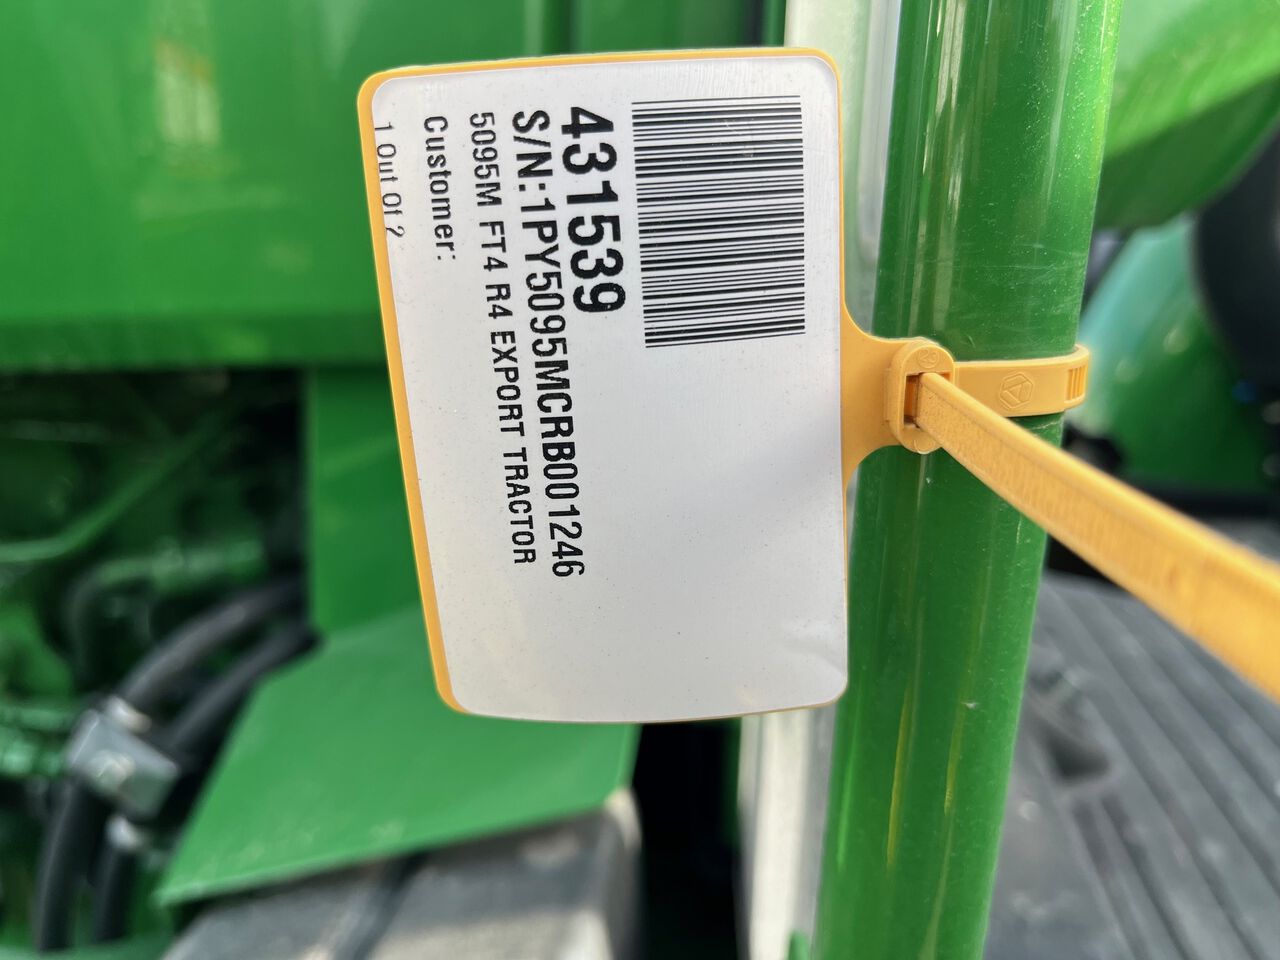 431539
S/N:1PY5095MCRB001246
5095M FT4 R4 EXPORT TRACTOR
Customer:
1 Out Of 2